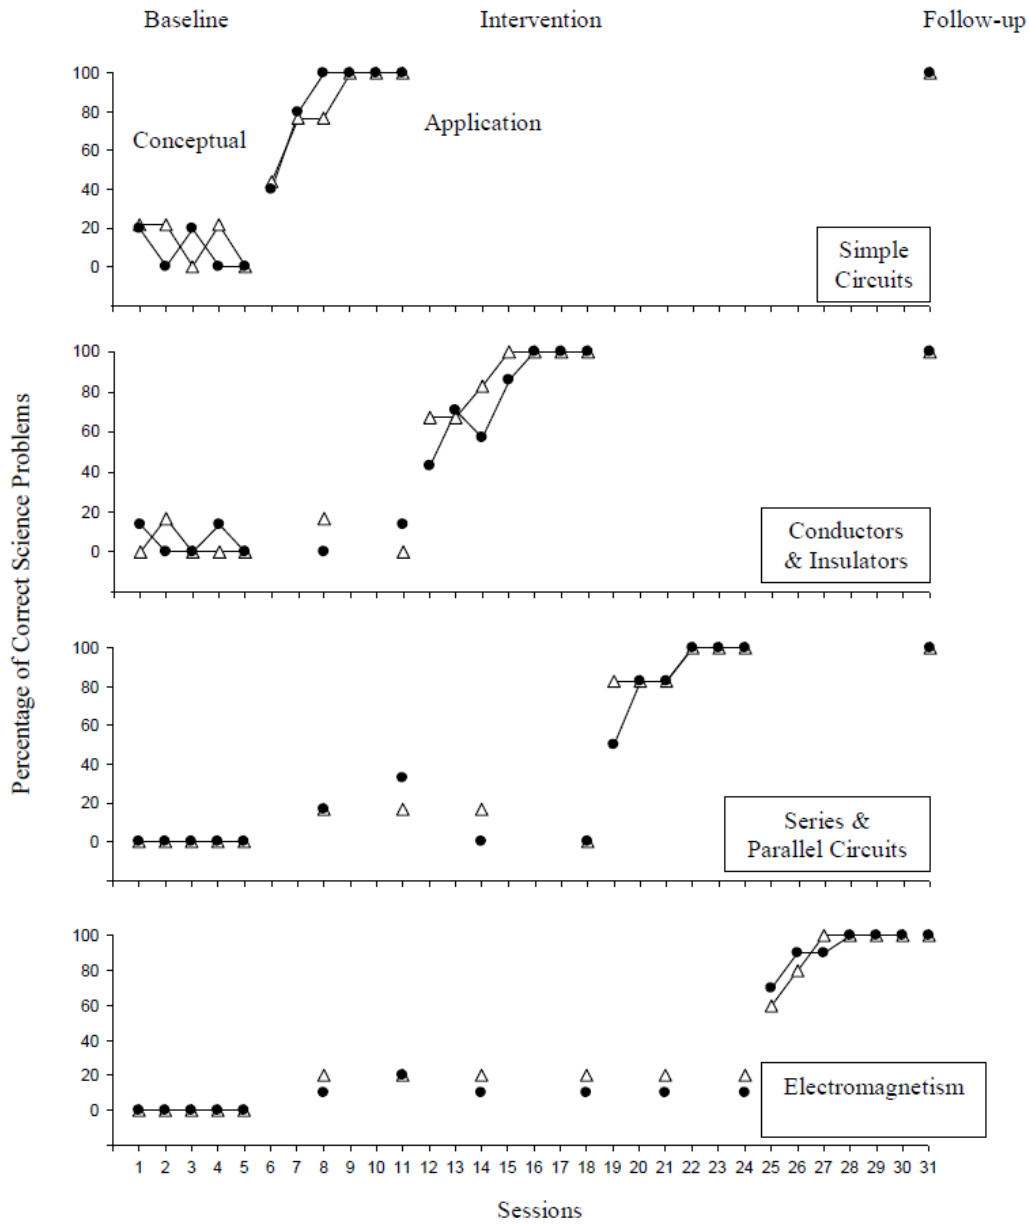 Baseline Intervention Follow-up
100
80
60
40
20
0
Conceptual
Application
Simple
Circuits
100
80
60
40
20
0
Conductors
& Insulators
100
80
60
40
20
0
Series &
Parallel Circuits
100
80
60
40
20
0
Electromagnetism
1 2 3 4 5 6 7 8 9 10 11 12 13 14 15 16 17 18 19 20 21 22 23 24 25 26 27 28 29 30 31
Sessions
Percentage of Correct Science Problems